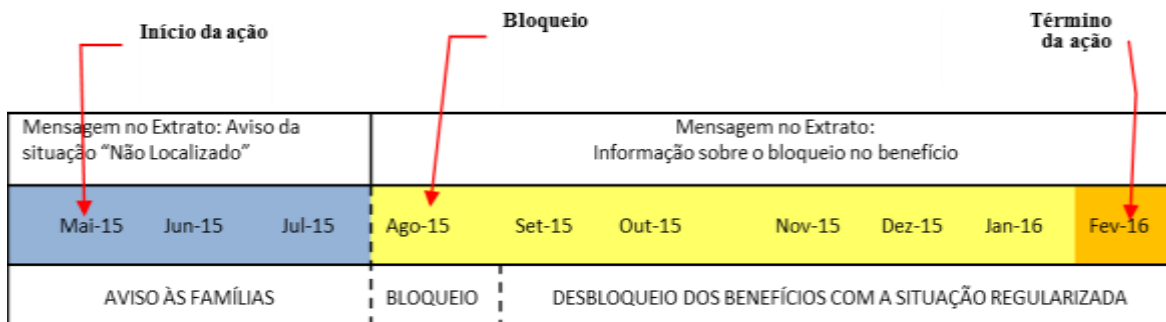 Início da ação
Bloqueio
Término
da ação
Mensagem no Extrato: Aviso da
situação “Não Localizado”
Mensagem no Extrato:
Informação sobre o bloqueio no benefício
Mai-15 Jun-15 Jul-15 Ago-15 Set-15 Out-15 Nov-15 Dez-15 Jan-16 Fev-16
AVISO ÀS FAMÍLIAS BLOQUEIO DESBLOQUEIO DOS BENEFÍCIOS COM A SITUAÇÃO REGULARIZADA